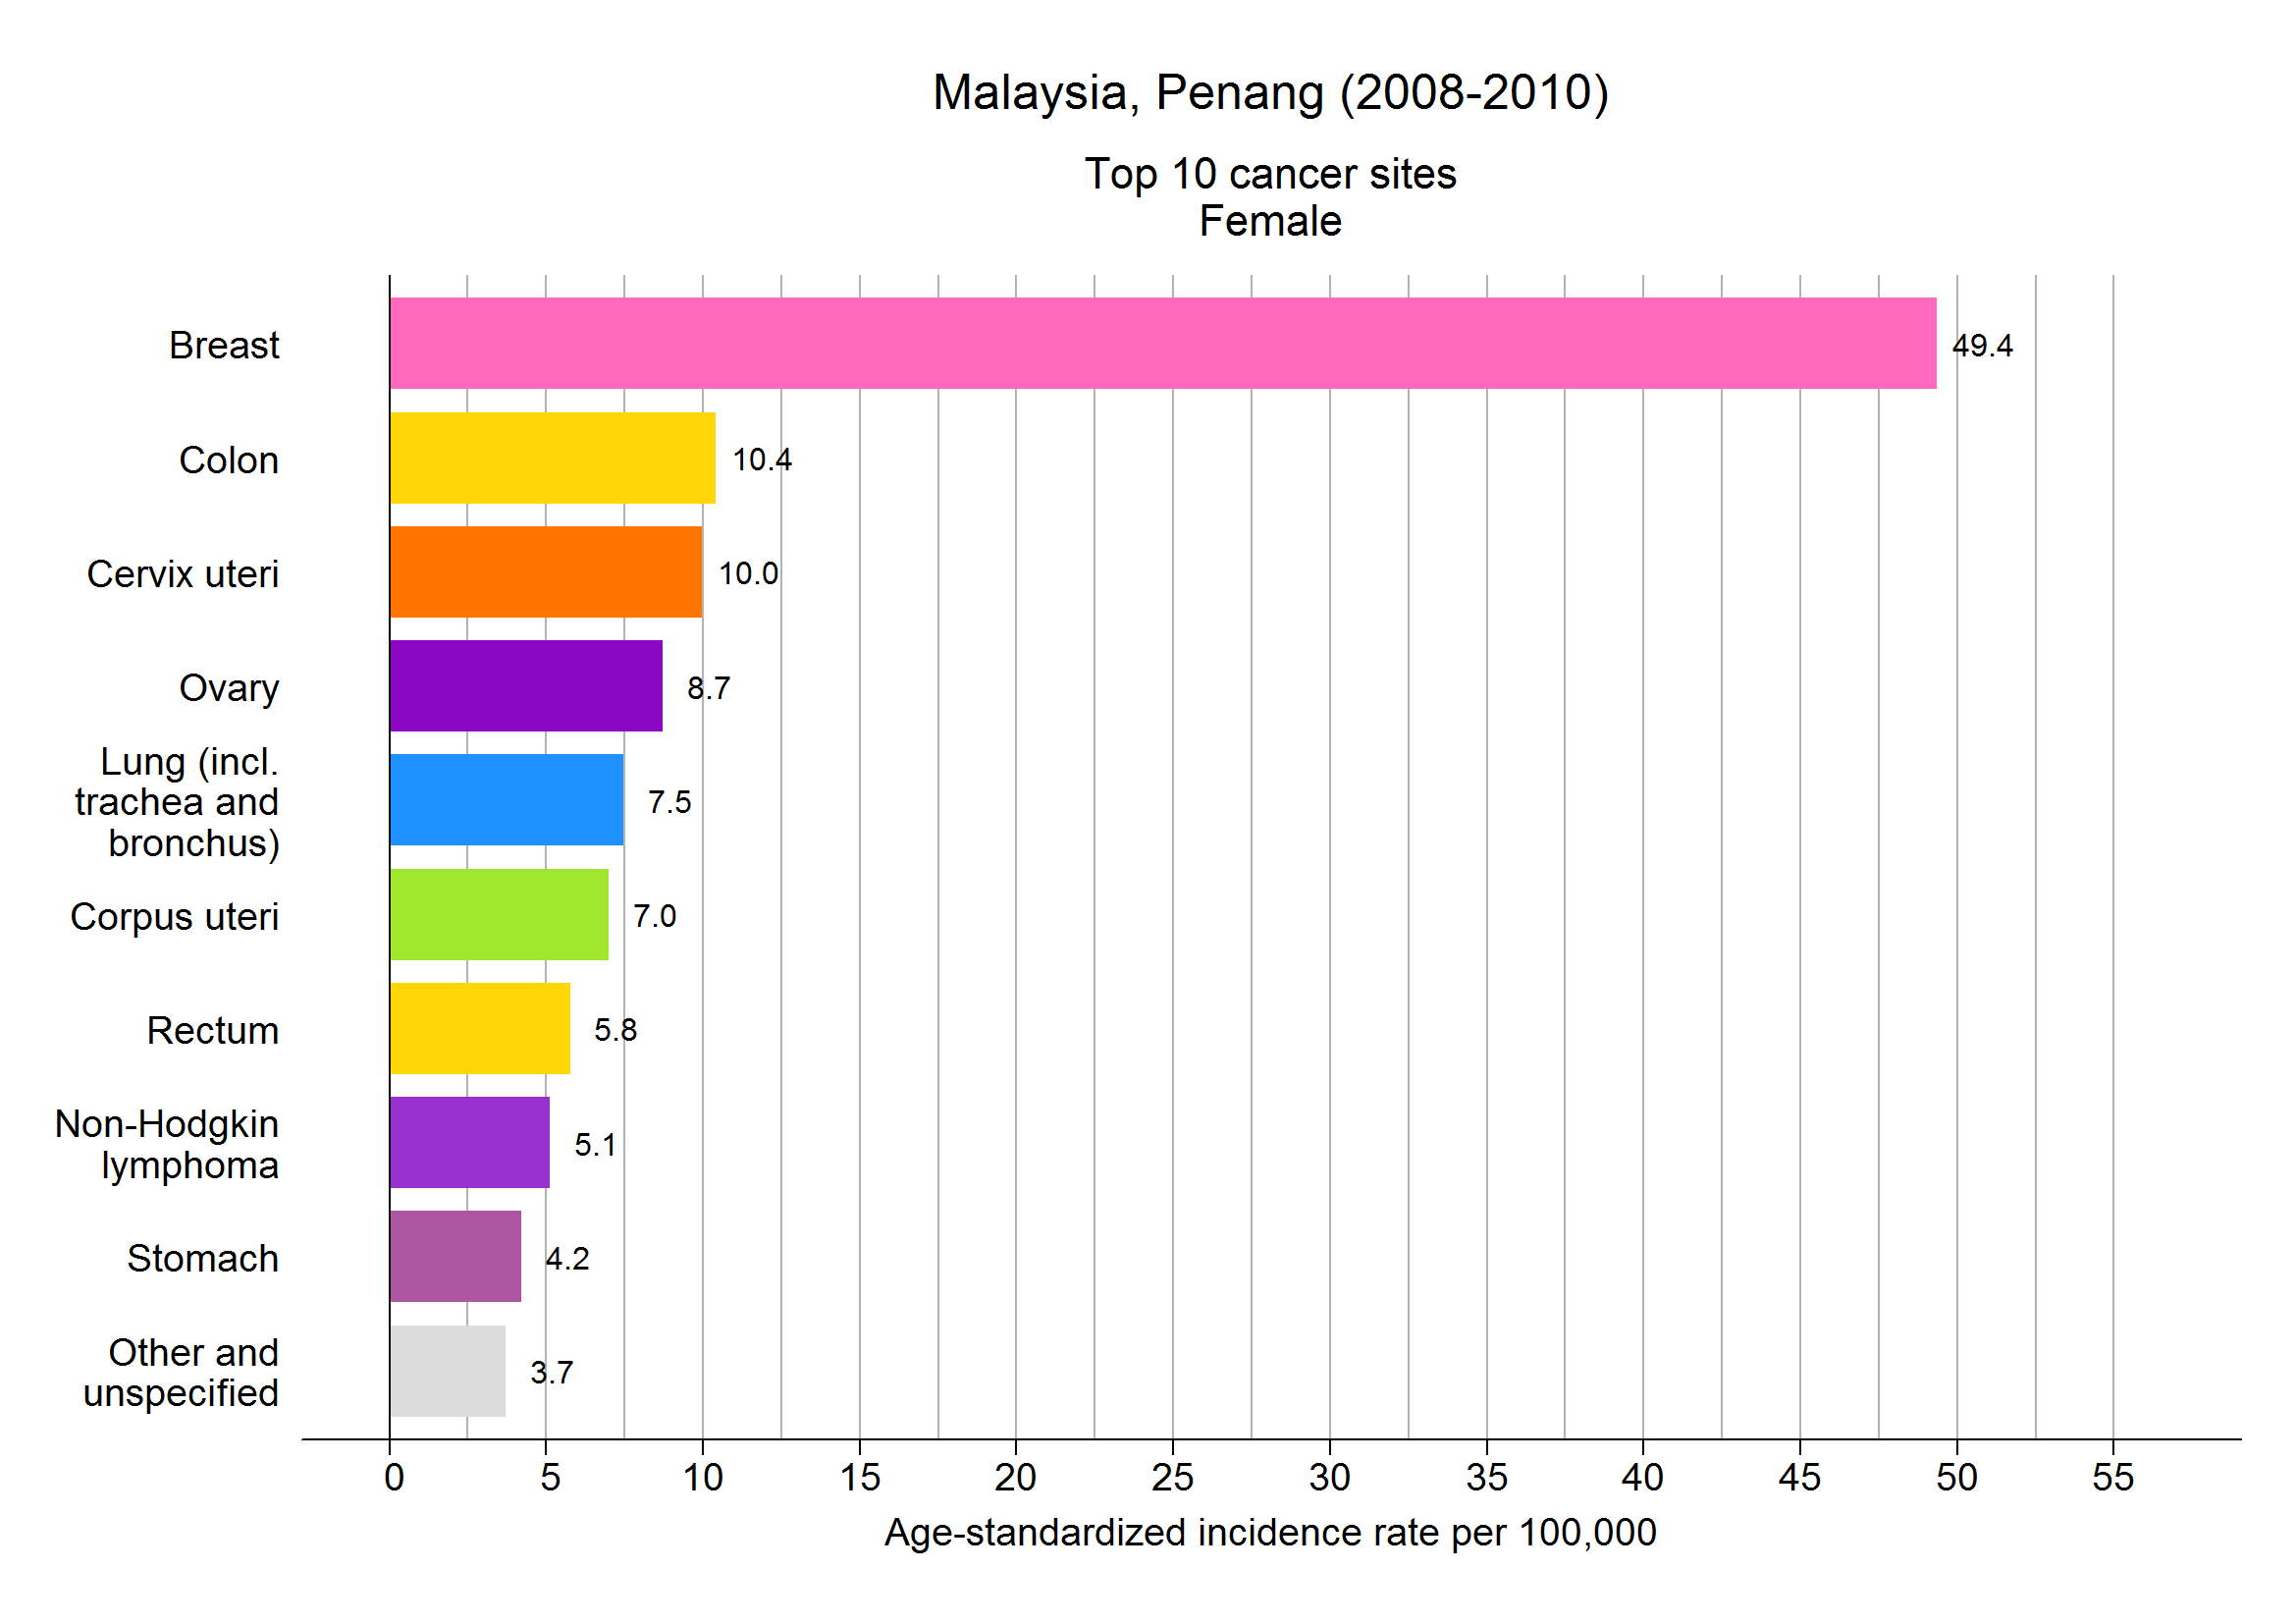 Malaysia, Penang (2008-2010)
Top 10 cancer sites
Female
Breast
49.4
Colon
10.4
Cervix uteri
10.0
Ovary
8.7
Lung (incl.
trachea and
bronchus)
7.5
Corpus uteri
7.0
Rectum
5.8
Non-Hodgkin
lymphoma
5.1
Stomach
4.2
Other and
unspecified
3.7
0 5 10 15 20 25 30 35 40 45 50 55
Age-standardized incidence rate per 100,000